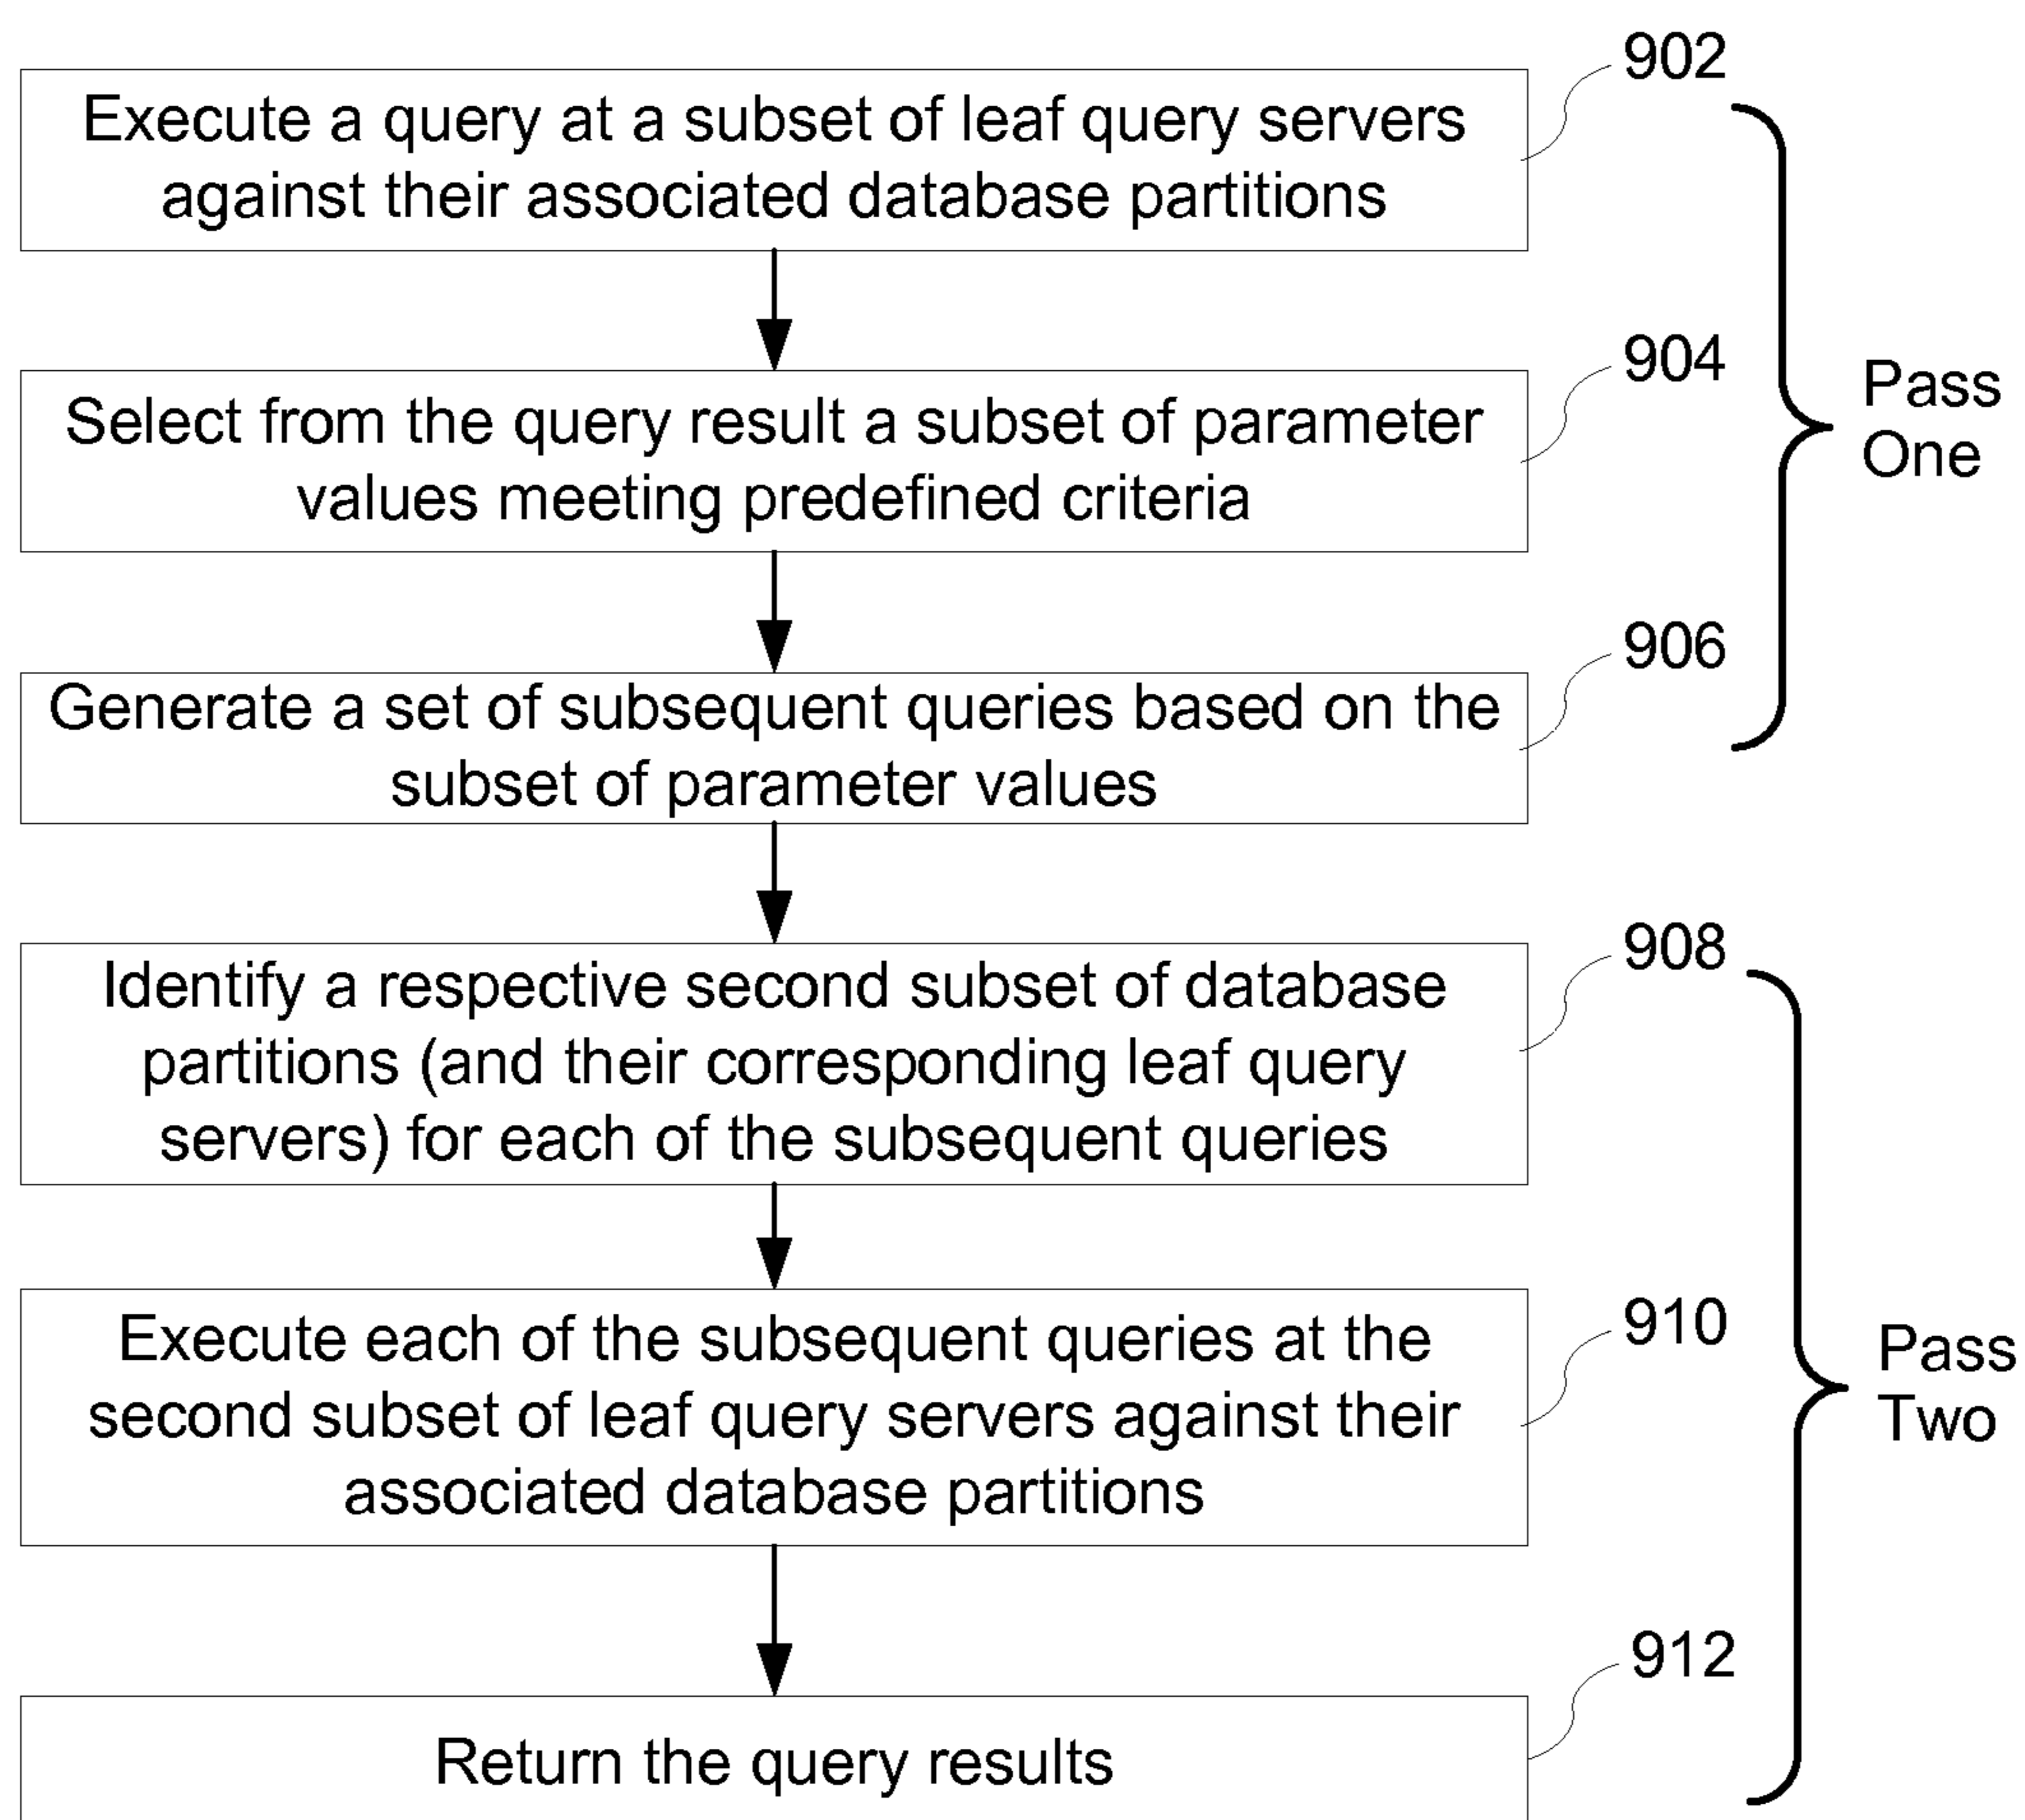 902
Execute a query at a subset of leaf query servers
against their associated database partitions
904
Select from the query result a subset of parameter
values meeting predefined criteria
Pass
One
906
Generate a set of subsequent queries based on the
subset of parameter values
908
Identify a respective second subset of database
partitions (and their corresponding leaf query
servers) for each of the subsequent queries
910
Execute each of the subsequent queries at the
second subset of leaf query servers against their
associated database partitions
Pass
Two
912
Return the query results